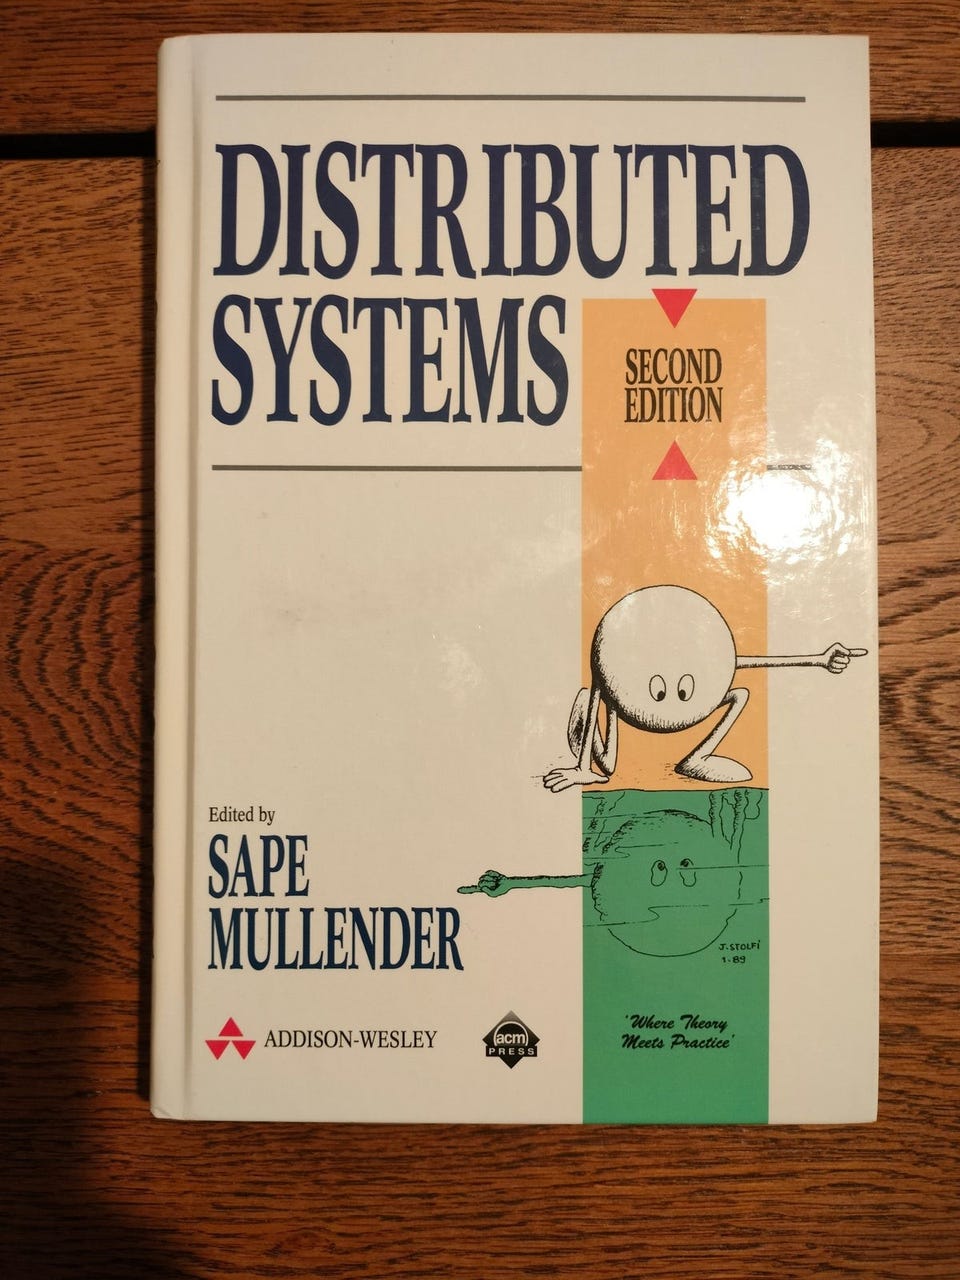 DISTRIBUTED
SYSTEMS
SECOND
EDITION
Edited by
SAPE
MULLENDER
J. STOLFi
1-89
ADDISON-WESLEY
acm
PRESS
'Where Theory
Meets Practice'